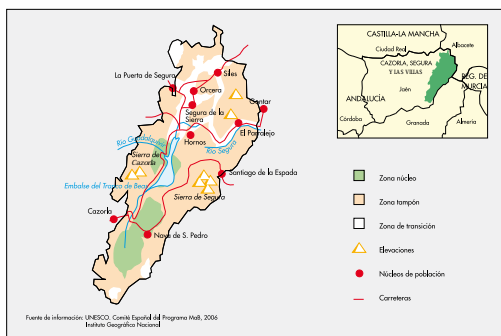 CASTILLA-LA MANCHA
Ciudad Real
Albacete
CAZORLA, SEGURA
Y LAS VILLAS
REG. DE
MURCIA
Jaén
ANDALUCÍA
Córdoba
Granada
Almería
La Puerta de Segura
Siles
Orcera
Segura de la
Sierra
Gontar
El Parralejo
Hornos
Río Guadalquivir
Río Segura
Sierra de
Cazorla
Embalse del Tranco de Beas
Santiago de la Espada
Sierra de Segura
Cazorla
Nava de S. Pedro
Zona núcleo
Zona tampón
Zona de transición
Elevaciones
Núcleos de población
Carreteras
Fuente de información: UNESCO. Comité Español del Programa MaB, 2006
Instituto Geográfico Nacional